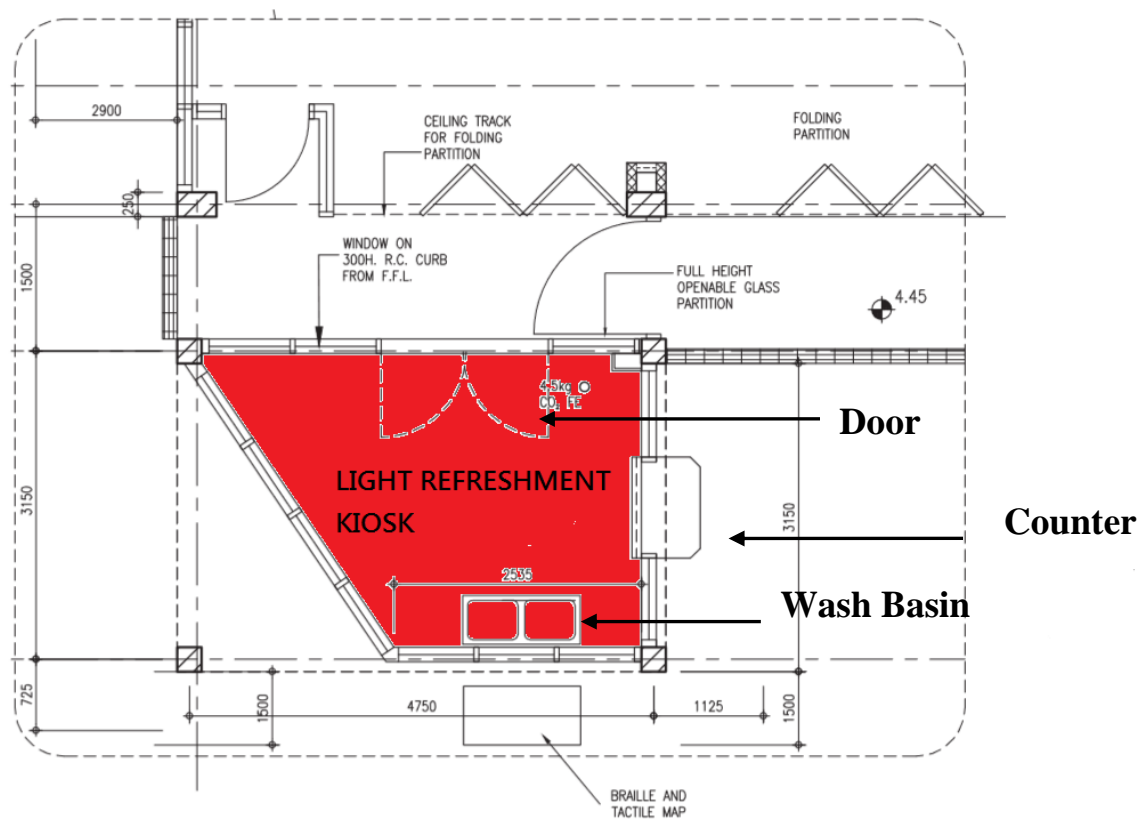 2900
CEILING TRACK
FOR FOLDING
PARTITION
FOLDING
PARTITION
250
WINDOW ON
300H. R.C. CURB
FROM F.F.L.
1500
FULL HEIGHT
OPENABLE GLASS
PARTITION
4.45
4.5kg
CO₂ FE
Door
LIGHT REFRESHMENT
KIOSK
3150
3150
Counter
2535
Wash Basin
725
1500
4750
1125
1500
BRAILLE AND
TACTILE MAP